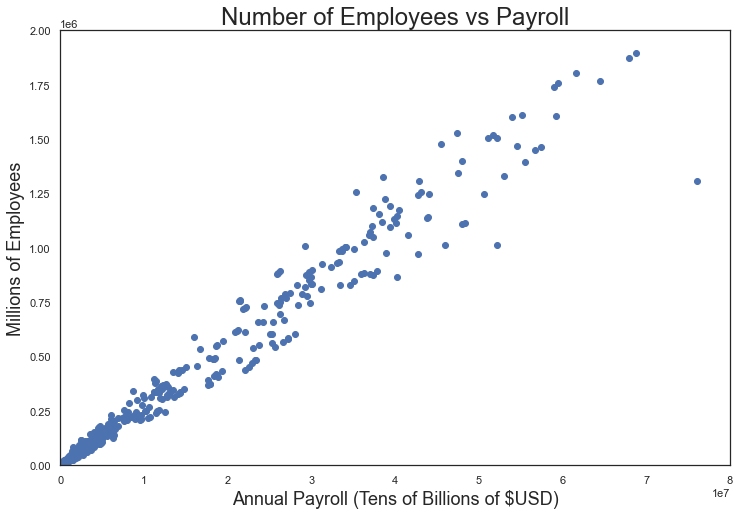 Number of Employees vs Payroll
1e6
2.00
1.75
1.50
1.25
1.00
0.75
0.50
0.25
0.00
Millions of Employees
0 1 2 3 4 5 6 7 8
1e7
Annual Payroll (Tens of Billions of $USD)